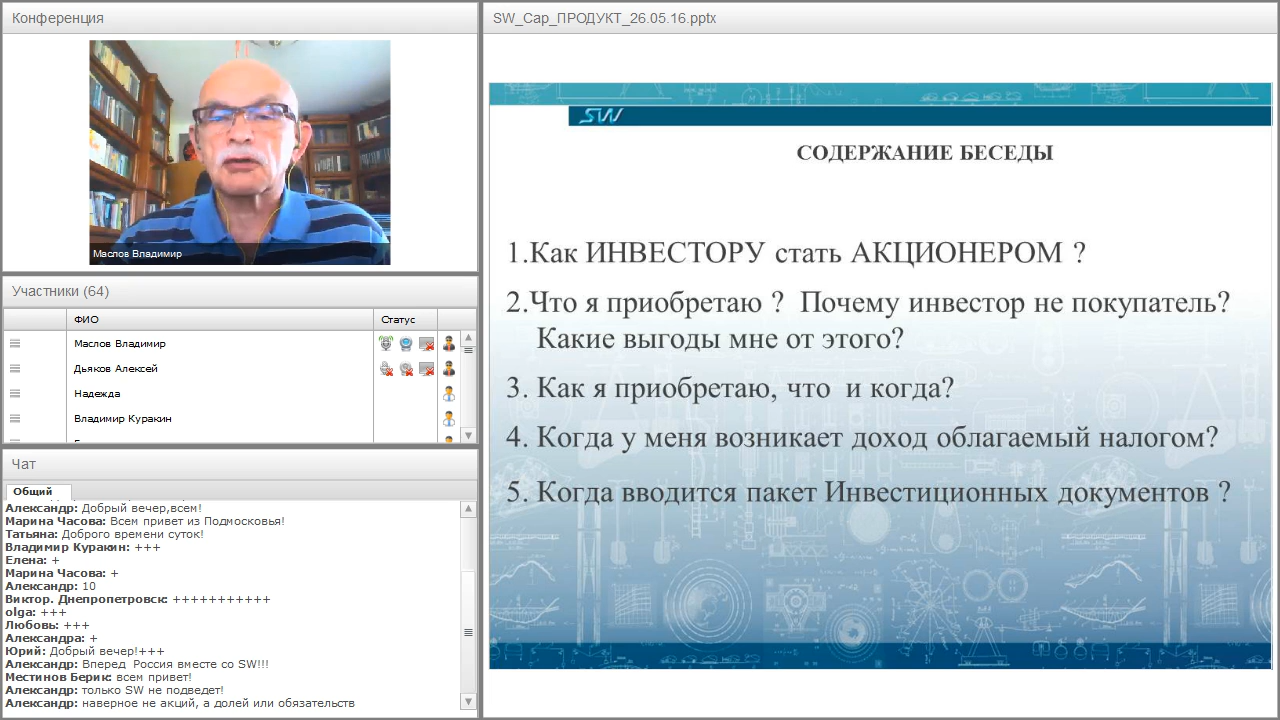 Конференция
Маслов Владимир
Участники (64)
ФИО
Статус
Маслов Владимир
Дьяков Алексей
Надежда
Владимир Куракин
Чат
Общий
Александр: Добрый вечер,всем!
Марина Часова: Всем привет из Подмосковья!
Татьяна: Доброго времени суток!
Владимир Куракин: +++
Елена: +
Марина Часова: +
Александр: 10
Виктор. Днепропетровск: +++++++++++
olga: +++
Любовь: +++
Александра: +
Юрий: Добрый вечер!+++
Александр: Вперед Россия вместе со SW!!!
Местинов Берик: всем привет!
Александр: только SW не подведет!
Александр: наверное не акций, а долей или обязательств
SW_Cap_ПРОДУКТ_26.05.16.pptx
SW
СОДЕРЖАНИЕ БЕСЕДЫ
1.Как ИНВЕСТОРУ стать АКЦИОНЕРОМ ?
2.Что я приобретаю ? Почему инвестор не покупатель?
Какие выгоды мне от этого?
3. Как я приобретаю, что и когда?
4. Когда у меня возникает доход облагаемый налогом?
5. Когда вводится пакет Инвестиционных документов ?